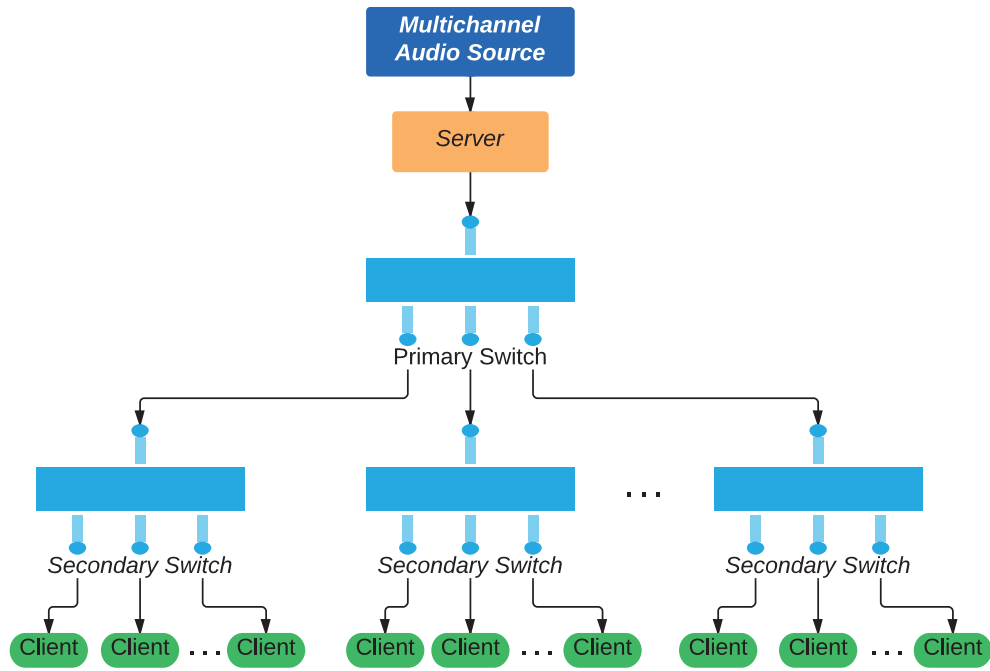 Multichannel
Audio Source
Server
Primary Switch
...
Secondary Switch
Secondary Switch
Secondary Switch
Client
Client
...
Client
Client
Client
...
Client
Client
Client
...
Client